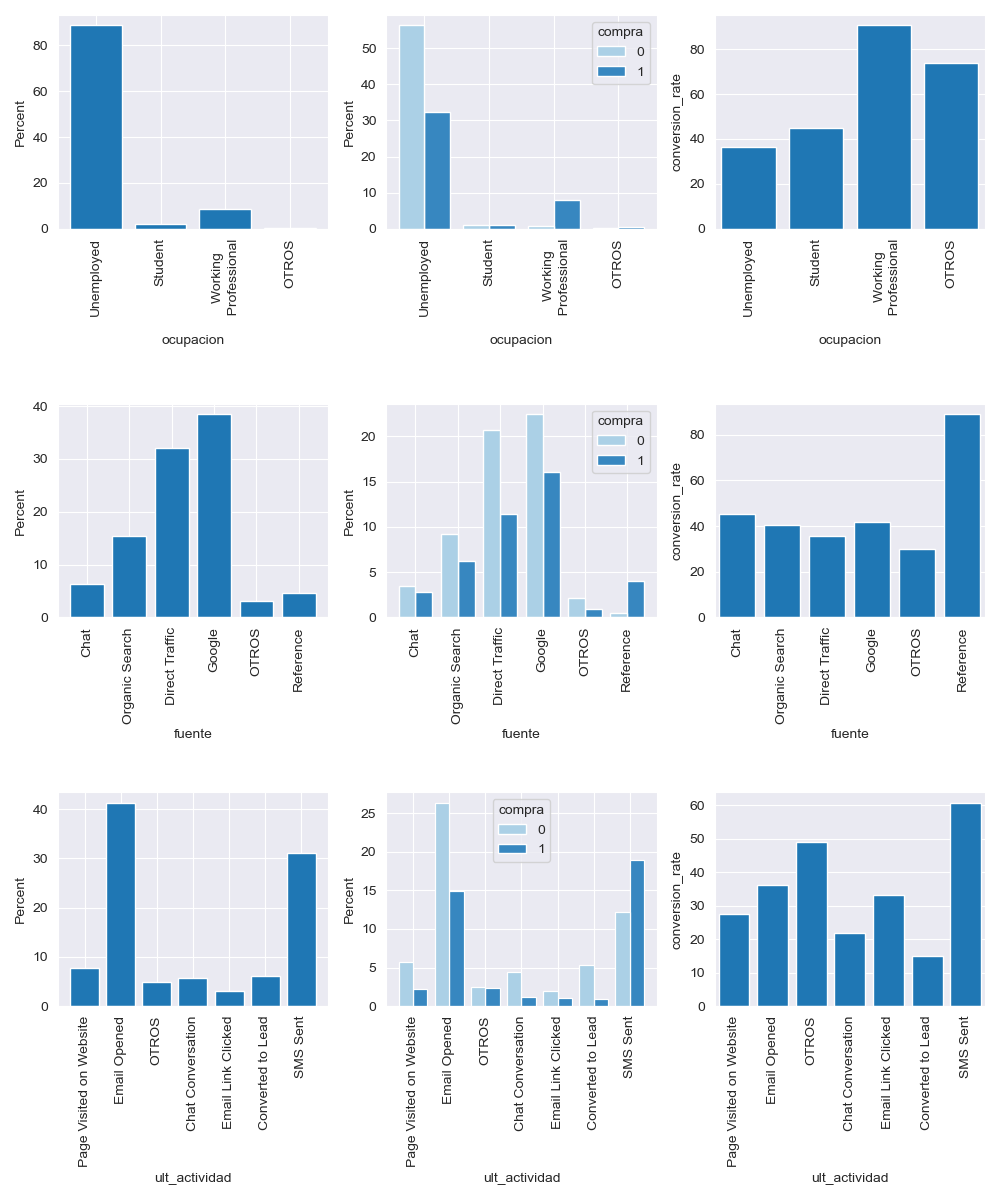 80
60
40
20
0
Percent
Unemployed
Student
Working
Professional
OTROS
ocupacion
50
40
30
20
10
0
Percent
compra
0
1
Unemployed
Student
Working
Professional
OTROS
ocupacion
80
60
40
20
0
conversion_rate
Unemployed
Student
Working
Professional
OTROS
ocupacion
40
30
20
10
0
Percent
Chat
Organic Search
Direct Traffic
Google
OTROS
Reference
fuente
20
15
10
5
0
Percent
compra
0
1
Chat
Organic Search
Direct Traffic
Google
OTROS
Reference
fuente
80
60
40
20
0
conversion_rate
Chat
Organic Search
Direct Traffic
Google
OTROS
Reference
fuente
40
30
20
10
0
Percent
Page Visited on Website
Email Opened
OTROS
Chat Conversation
Email Link Clicked
Converted to Lead
SMS Sent
ult_actividad
25
20
15
10
5
0
Percent
compra
0
1
Page Visited on Website
Email Opened
OTROS
Chat Conversation
Email Link Clicked
Converted to Lead
SMS Sent
ult_actividad
60
50
40
30
20
10
0
conversion_rate
Page Visited on Website
Email Opened
OTROS
Chat Conversation
Email Link Clicked
Converted to Lead
SMS Sent
ult_actividad